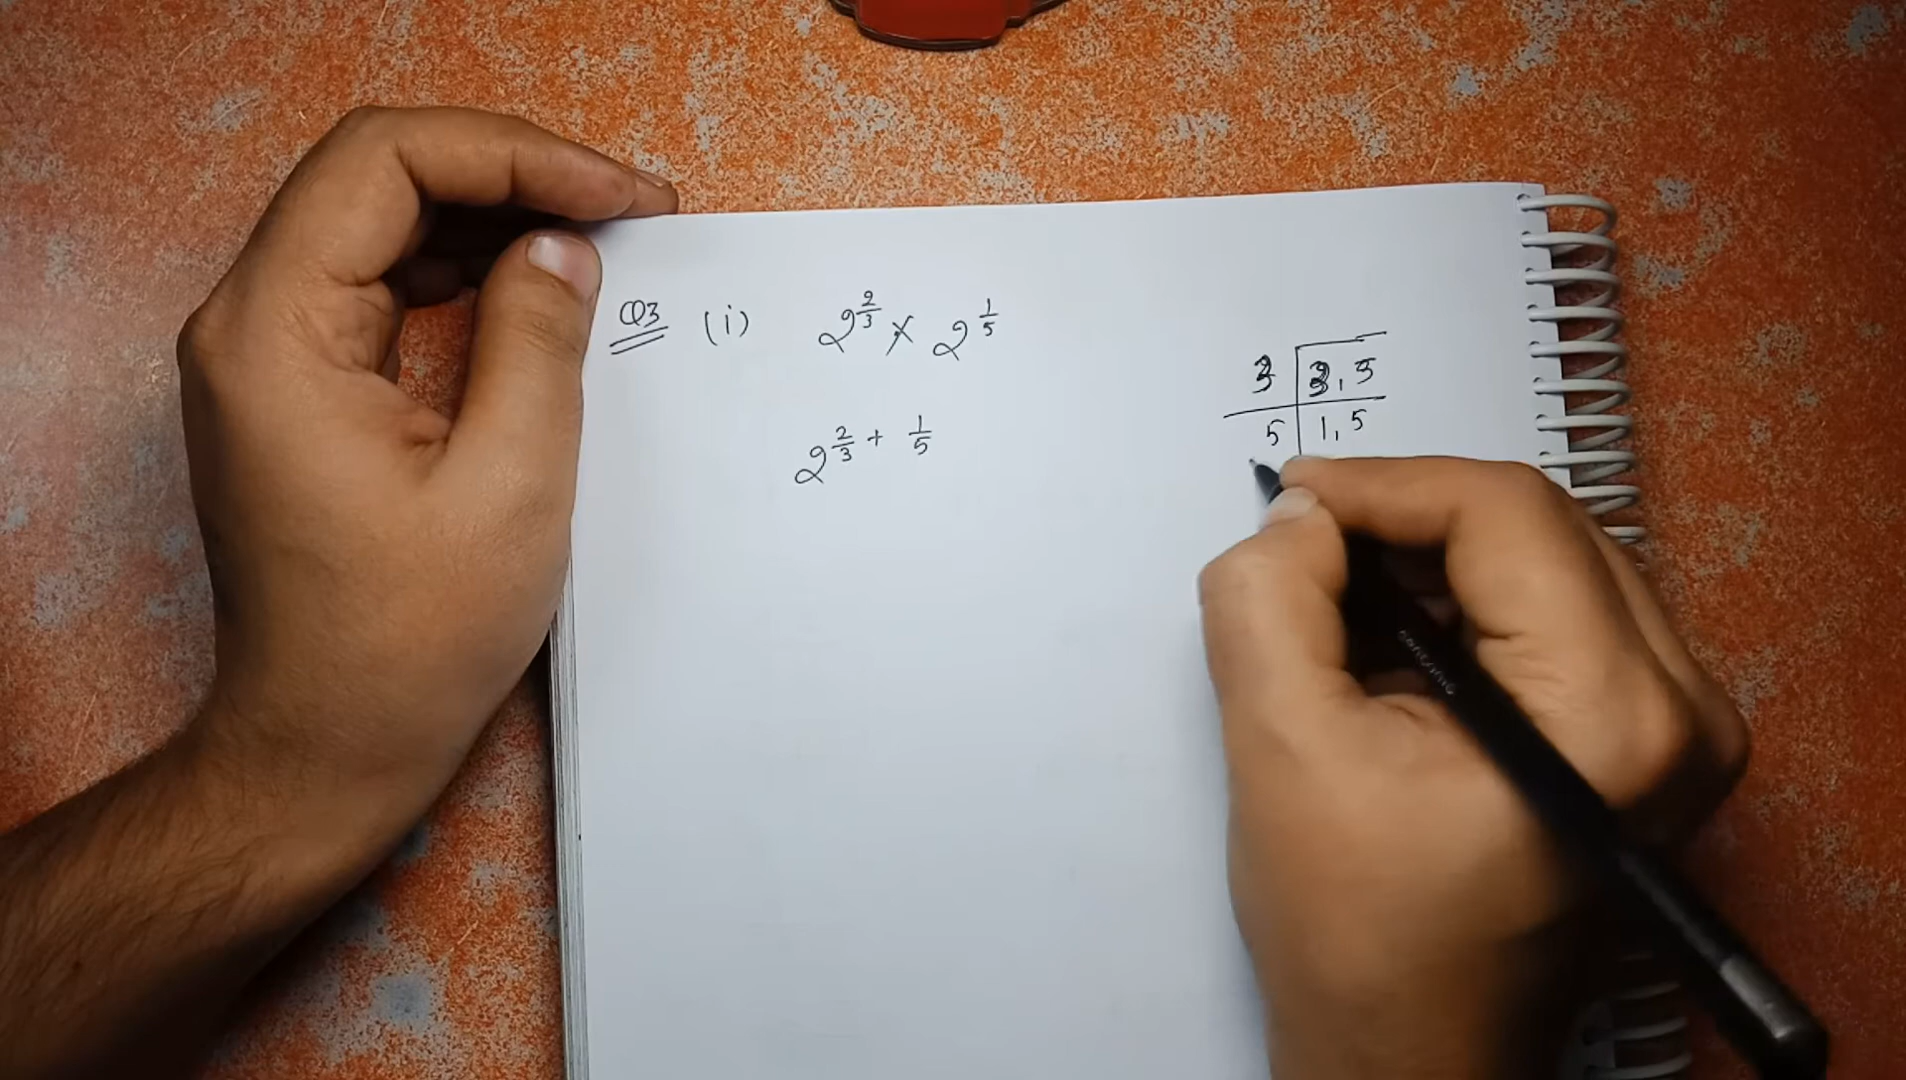 Q3 (i) 2^{2/3} × 2^{1/5}
2^{2/3 + 1/5}
3 | 3, 5
5 | 1, 5